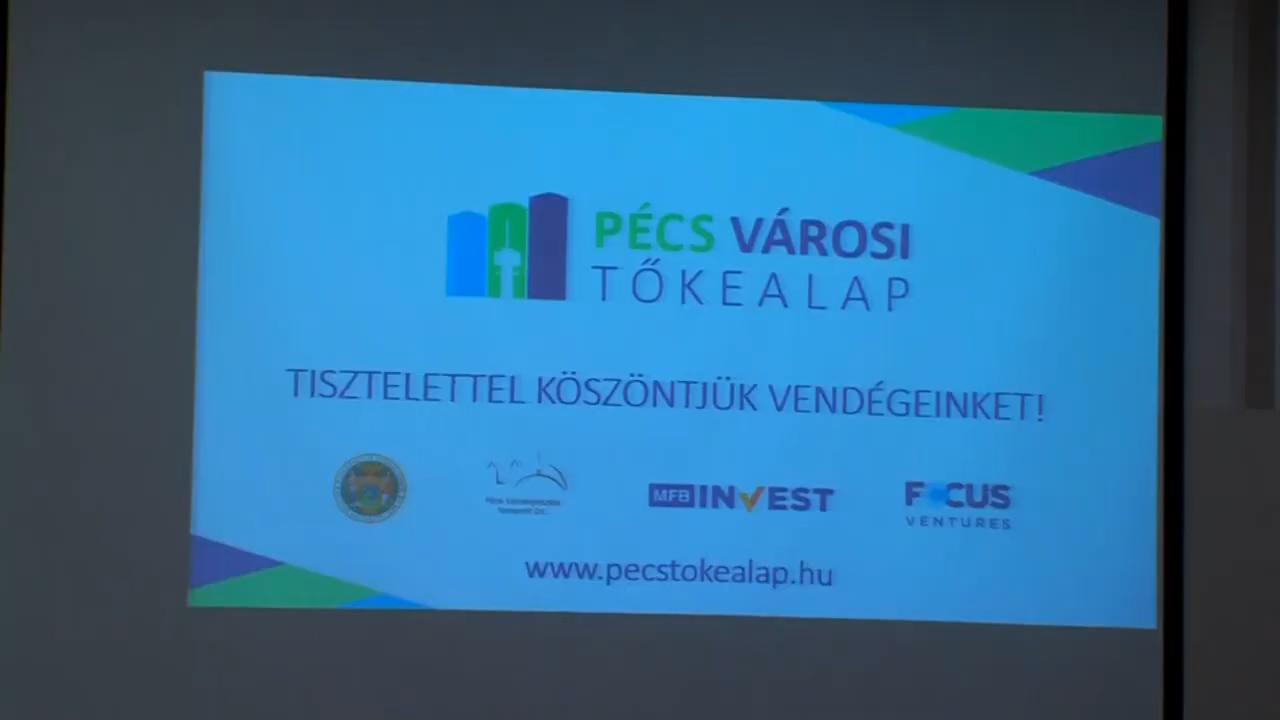 PÉCS VÁROSI
TŐKEALAP
TISZTELETTEL KÖSZÖNTJÜK VENDÉGEINKET!
MFB INVEST
FOCUS
VENTURES
www.pecstokealap.hu